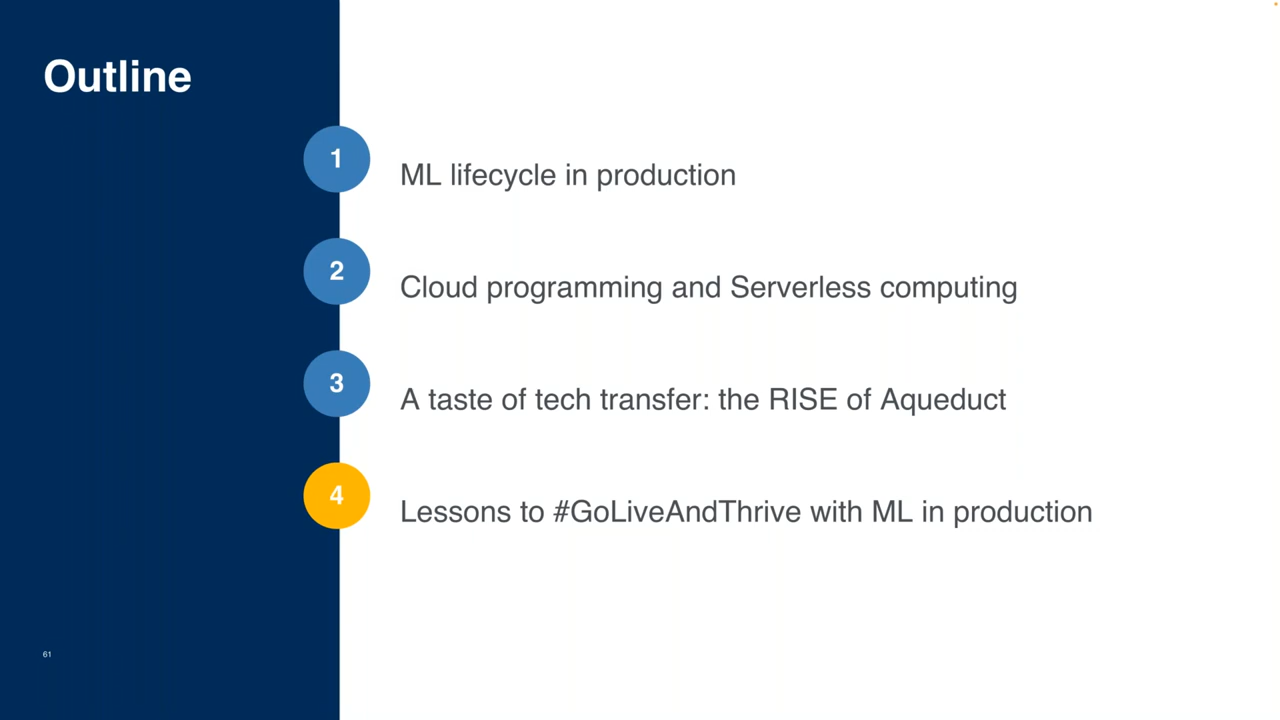 Outline
1
ML lifecycle in production
2
Cloud programming and Serverless computing
3
A taste of tech transfer: the RISE of Aqueduct
4
Lessons to #GoLiveAndThrive with ML in production
61